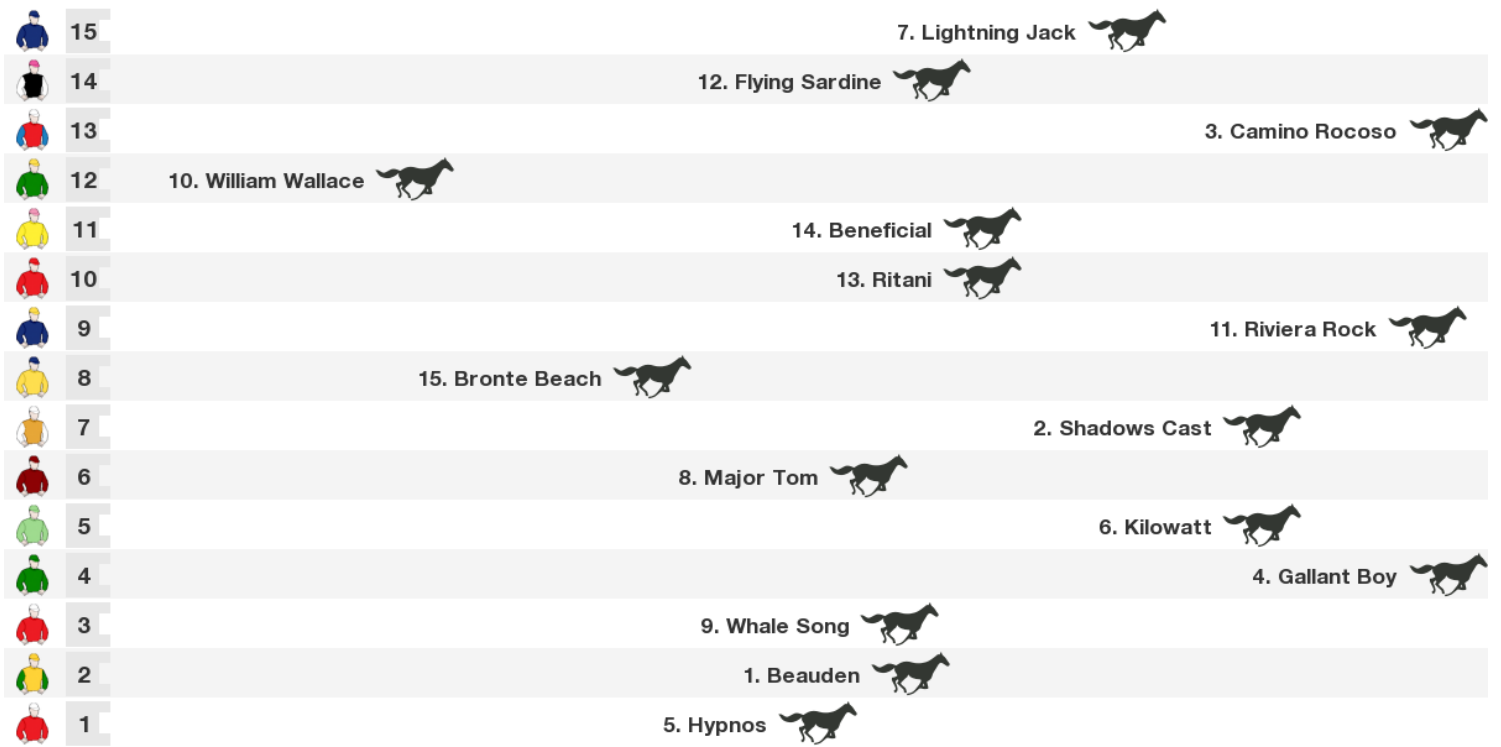 15 7. Lightning Jack
14 12. Flying Sardine
13 3. Camino Rocoso
12 10. William Wallace
11 14. Beneficial
10 13. Ritani
9 11. Riviera Rock
8 15. Bronte Beach
7 2. Shadows Cast
6 8. Major Tom
5 6. Kilowatt
4 4. Gallant Boy
3 9. Whale Song
2 1. Beauden
1 5. Hypnos